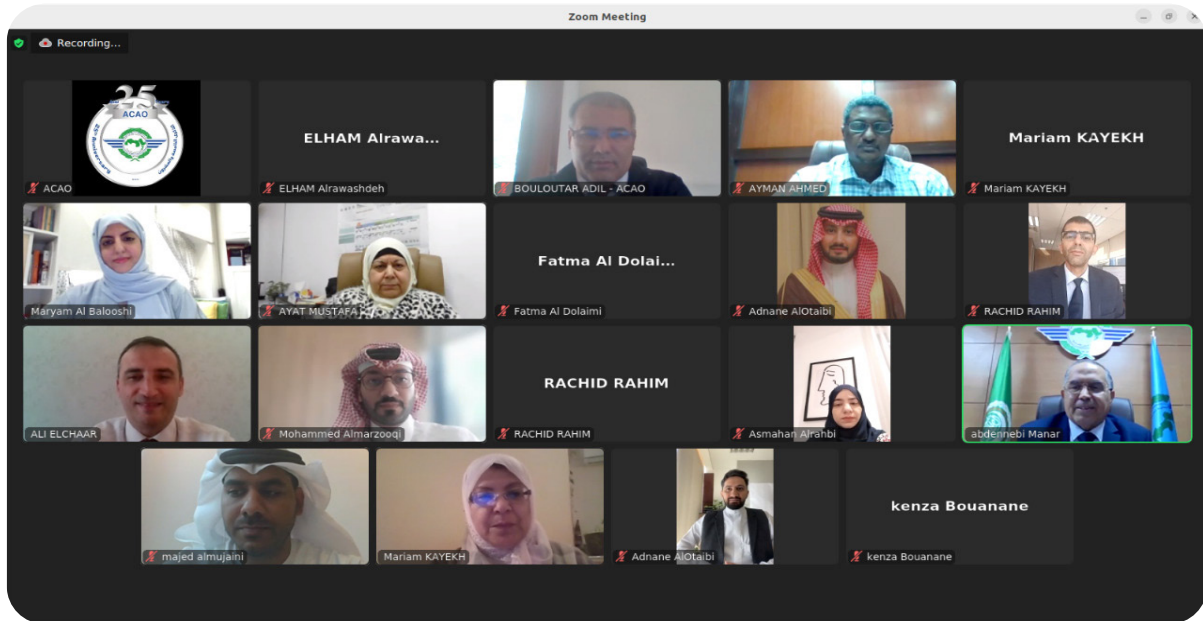 Zoom Meeting
Recording...
25
ACAO
ACAO
ELHAM Alrawa...
ELHAM Alrawashdeh
BOULOUTAR ADIL - ACAO
AYMAN AHMED
Mariam KAYEKH
Mariam KAYEKH
Maryam Al Balooshi
AYAT MUSTAFA
Fatma Al Dolai...
Fatma Al Dolaimi
Adnane AlOtaibi
RACHID RAHIM
ALI ELCHAAR
Mohammed Almarzooqi
RACHID RAHIM
RACHID RAHIM
Asmahan Alrahbi
abdennebi Manar
majed almujaini
Mariam KAYEKH
Adnane AlOtaibi
kenza Bouanane
kenza Bouanane